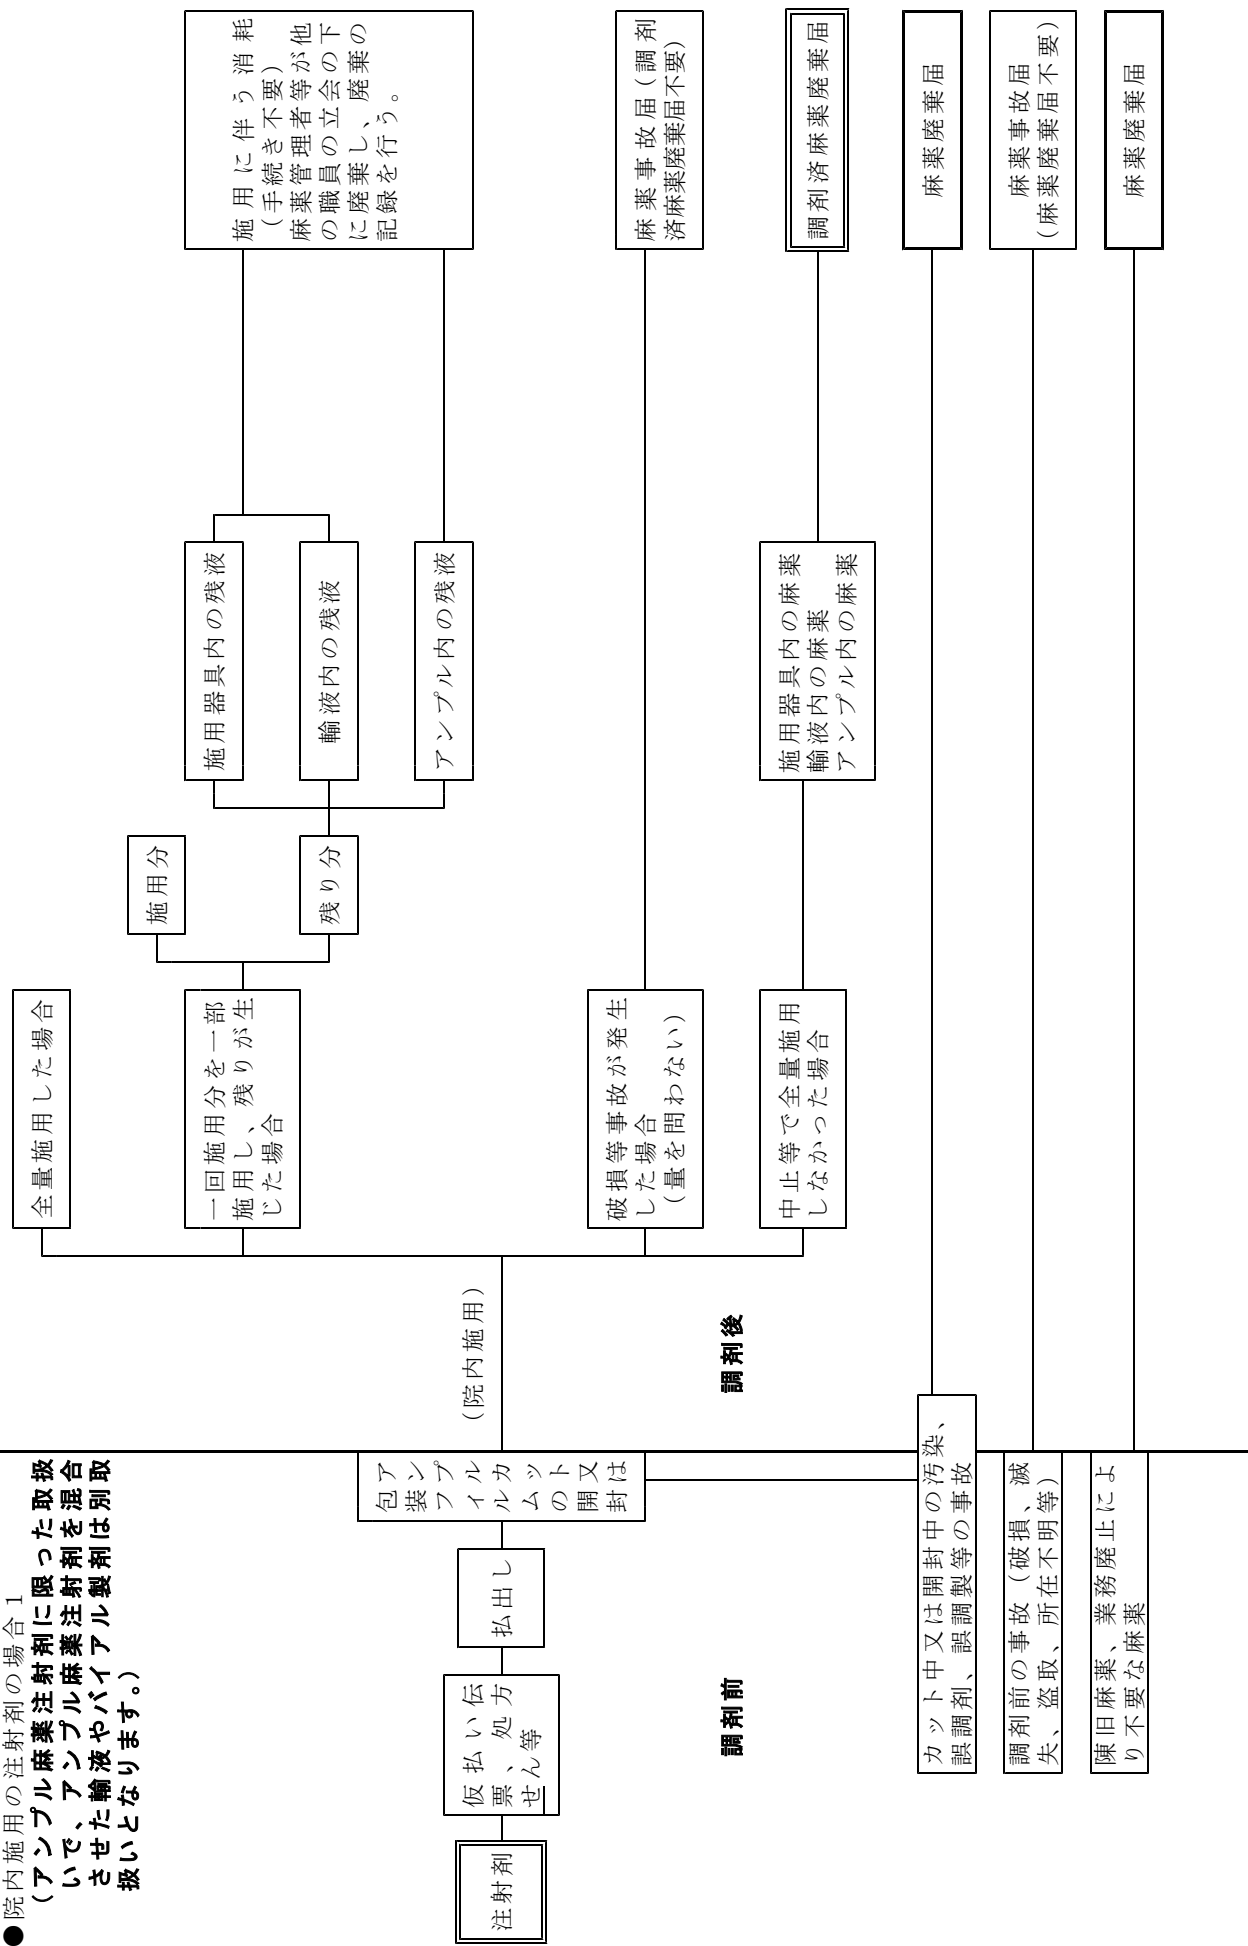 ●院内施用の注射剤の場合１
（アンプル麻薬注射剤に限った取扱
いで、アンプル麻薬注射剤を混合
させた輸液やバイアル製剤は別取
扱いとなります。）
注射剤
仮払い伝
票、処方
せん等
払出し
アンプルカットの又は
包装フィルムの開封
調剤前
調剤後
（院内施用）
全量施用した場合
一回施用分を一部
施用し、残りが生
じた場合
施用分
残り分
施用器具内の残液
輸液内の残液
アンプル内の残液
施用に伴う消耗
（手続き不要）
麻薬管理者等が他
の職員の立会の下
に廃棄し、廃棄の
記録を行う。
破損等事故が発生
した場合
（量を問わない）
麻薬事故届（調剤
済麻薬廃棄届不要）
中止等で全量施用
しなかった場合
施用器具内の麻薬
輸液内の麻薬
アンプル内の麻薬
調剤済麻薬廃棄届
カット中又は開封中の汚染、
誤調剤、誤調製等の事故
麻薬廃棄届
調剤前の事故（破損、滅
失、盗取、所在不明等）
麻薬事故届
（麻薬廃棄届不要）
陳旧麻薬、業務廃止によ
り不要な麻薬
麻薬廃棄届